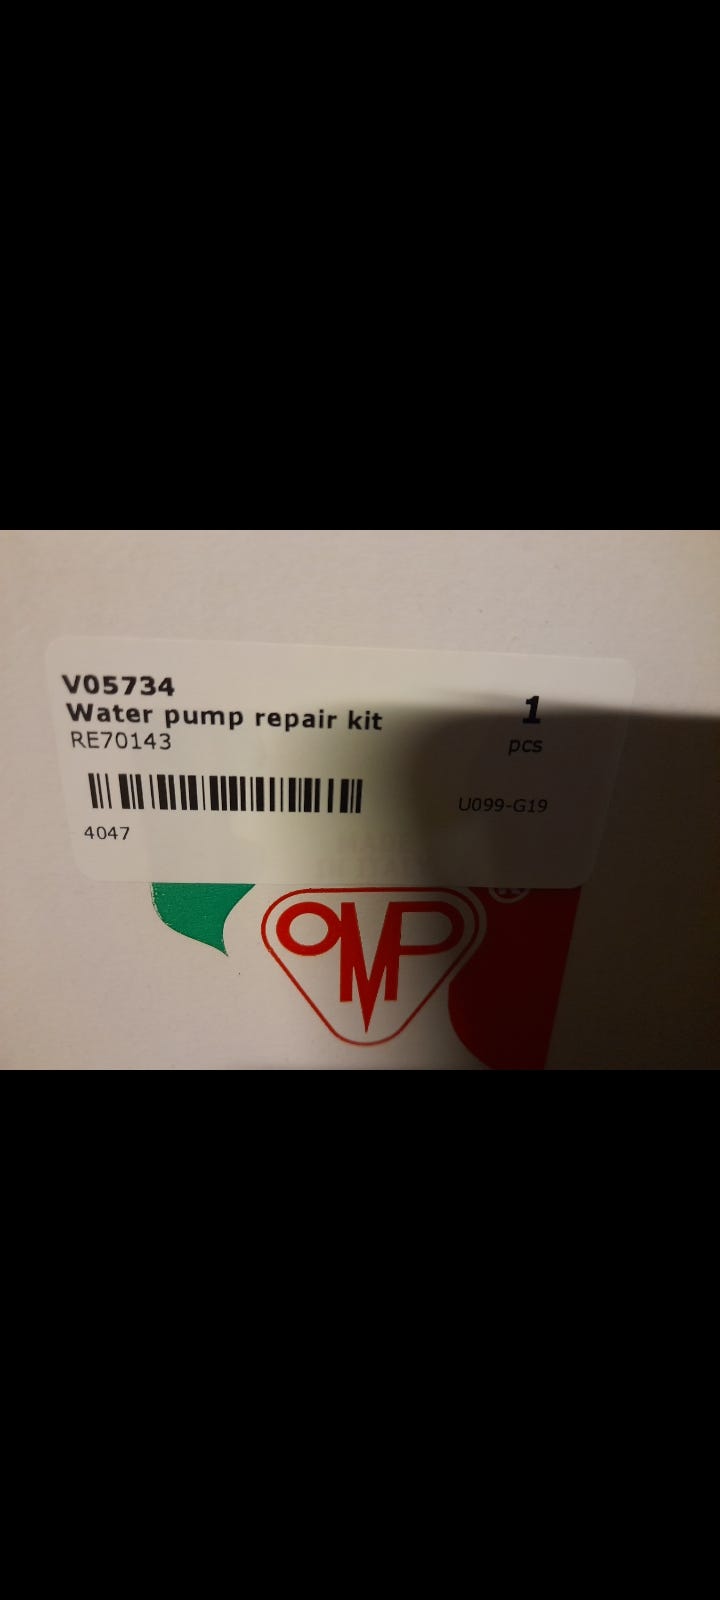 V05734
Water pump repair kit
RE70143
1
pcs
U099-G19
4047
OMP
®